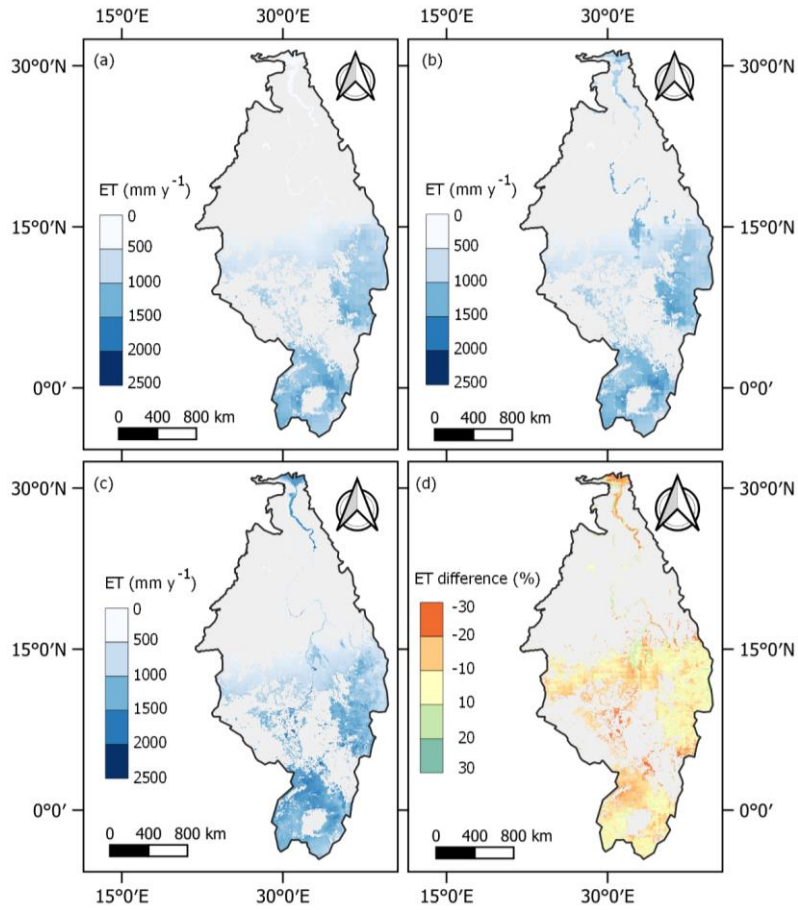 15°0′ 30°0′ 15°0′ 30°0′
30°0′N (a) (b) 30°0′N
ET (mm y ⁻¹) ET (mm y ⁻¹)
0 0
500 500
15°0′N 15°0′N
1000 1000
1500 1500
2000 2000
2500 2500
0°0′ 0°0′
0 400 800 km 0 400 800 km
30°0′N (c) (d) 30°0′N
ET (mm y ⁻¹) ET difference (%)
0 -30
500 -20
15°0′N 15°0′N
1000 -10
1500 10
2000 20
2500 30
0°0′ 0°0′
0 400 800 km 0 400 800 km
15°0′ 30°0′ 15°0′ 30°0′